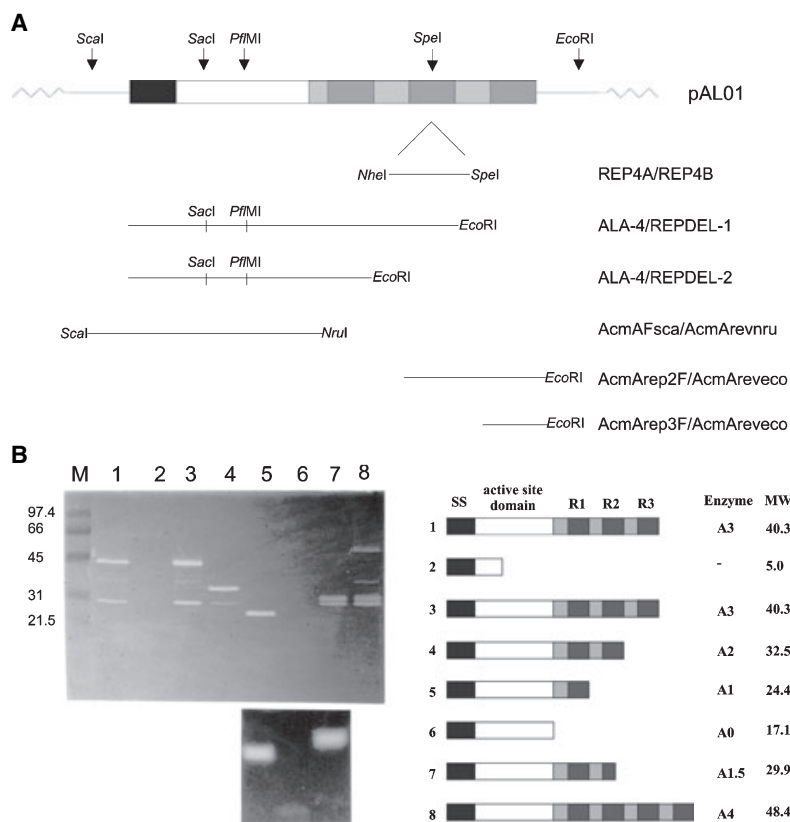 A
ScaI SacI PflMI SpeI EcoRI
pAL01
NheI SpeI REP4A/REP4B
SacI PflMI
EcoRI ALA-4/REPDEL-1
SacI PflMI
EcoRI ALA-4/REPDEL-2
ScaI NruI AcmAFsca/AcmArevnru
EcoRI AcmArep2F/AcmAreveco
EcoRI AcmArep3F/AcmAreveco
B
M 1 2 3 4 5 6 7 8
97.4
66
45
31
21.5
SS active site domain R1 R2 R3 Enzyme MW
1 A3 40.3
2 - 5.0
3 A3 40.3
4 A2 32.5
5 A1 24.4
6 A0 17.1
7 A1.5 29.9
8 A4 48.4